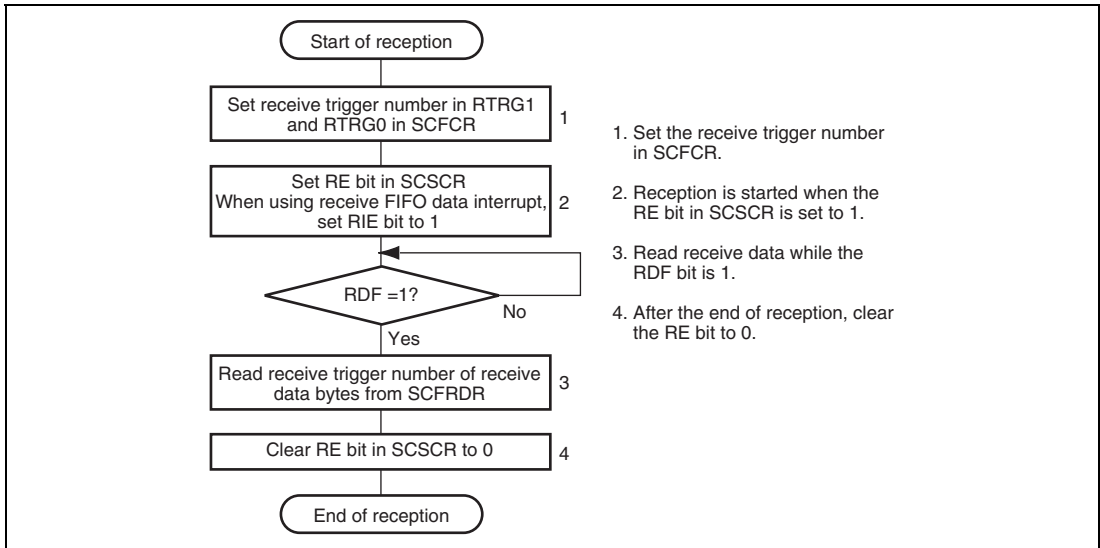 Start of reception
Set receive trigger number in RTRG1
and RTRG0 in SCFCR
1
Set RE bit in SCSCR
When using receive FIFO data interrupt,
set RIE bit to 1
2
RDF =1?
No
Yes
Read receive trigger number of receive
data bytes from SCFRDR
3
Clear RE bit in SCSCR to 0
4
End of reception
1. Set the receive trigger number
in SCFCR.
2. Reception is started when the
RE bit in SCSCR is set to 1.
3. Read receive data while the
RDF bit is 1.
4. After the end of reception, clear
the RE bit to 0.